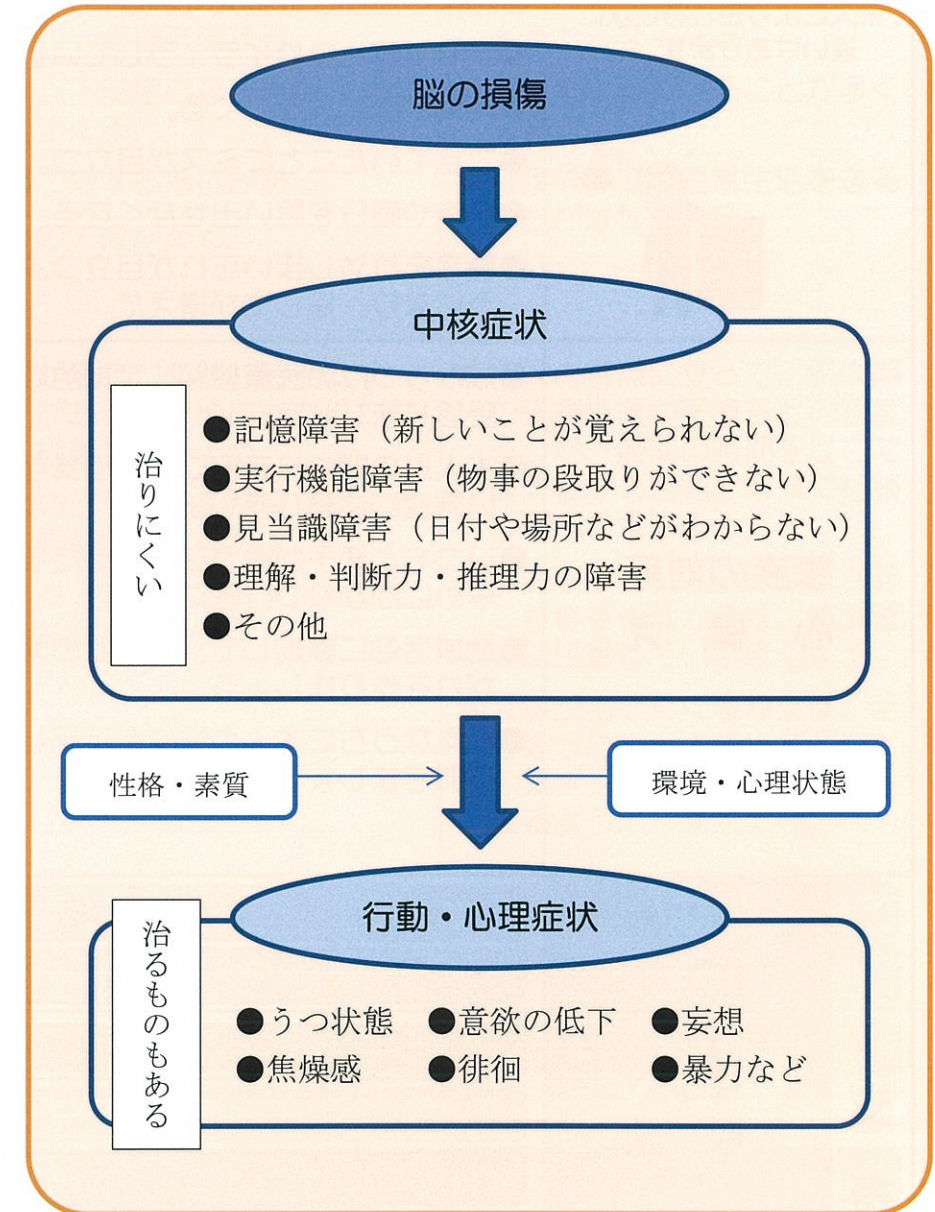 脳の損傷
中核症状
治りにくい
●記憶障害（新しいことが覚えられない）
●実行機能障害（物事の段取りができない）
●見当識障害（日付や場所などがわからない）
●理解・判断力・推理力の障害
●その他
性格・素質
環境・心理状態
行動・心理症状
治るものもある
●うつ状態 ●意欲の低下 ●妄想
●焦燥感 ●徘徊 ●暴力など